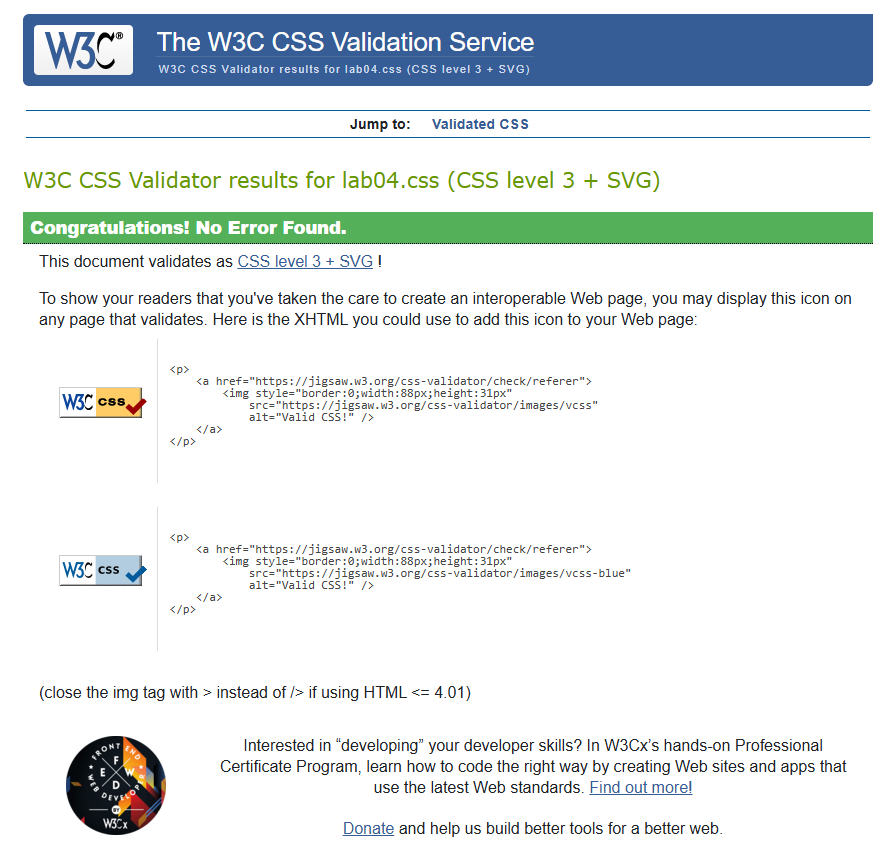 W3C®
The W3C CSS Validation Service
W3C CSS Validator results for lab04.css (CSS level 3 + SVG)
Jump to: Validated CSS
W3C CSS Validator results for lab04.css (CSS level 3 + SVG)
Congratulations! No Error Found.
This document validates as CSS level 3 + SVG !
To show your readers that you've taken the care to create an interoperable Web page, you may display this icon on
any page that validates. Here is the XHTML you could use to add this icon to your Web page:
W3C css
<p>
    <a href="https://jigsaw.w3.org/css-validator/check/referer">
        <img style="border:0;width:88px;height:31px"
            src="https://jigsaw.w3.org/css-validator/images/vcss"
            alt="Valid CSS!" />
    </a>
</p>
W3C css
<p>
    <a href="https://jigsaw.w3.org/css-validator/check/referer">
        <img style="border:0;width:88px;height:31px"
            src="https://jigsaw.w3.org/css-validator/images/vcss-blue"
            alt="Valid CSS!" />
    </a>
</p>
(close the img tag with > instead of /> if using HTML <= 4.01)
FRONT END
F
E W
D
WEB DEVELOPER
BY
W3Cx
Interested in “developing” your developer skills? In W3Cx’s hands-on Professional
Certificate Program, learn how to code the right way by creating Web sites and apps that
use the latest Web standards. Find out more!
Donate and help us build better tools for a better web.